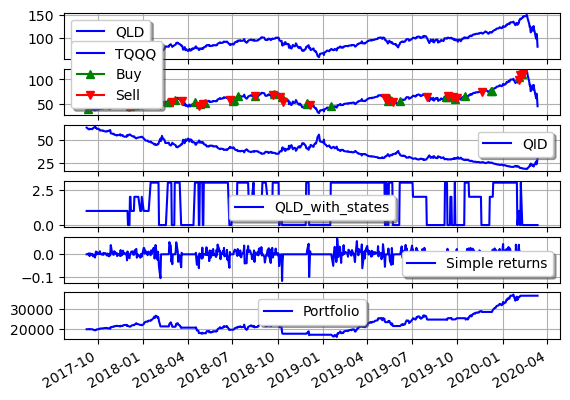 150
100
QLD
TQQQ
Buy
Sell
100
50
50
25
QID
2.5
0.0
QLD_with_states
0.0
−0.1
Simple returns
30000
20000
Portfolio
2017-10
2018-01
2018-04
2018-07
2018-10
2019-01
2019-04
2019-07
2019-10
2020-01
2020-04